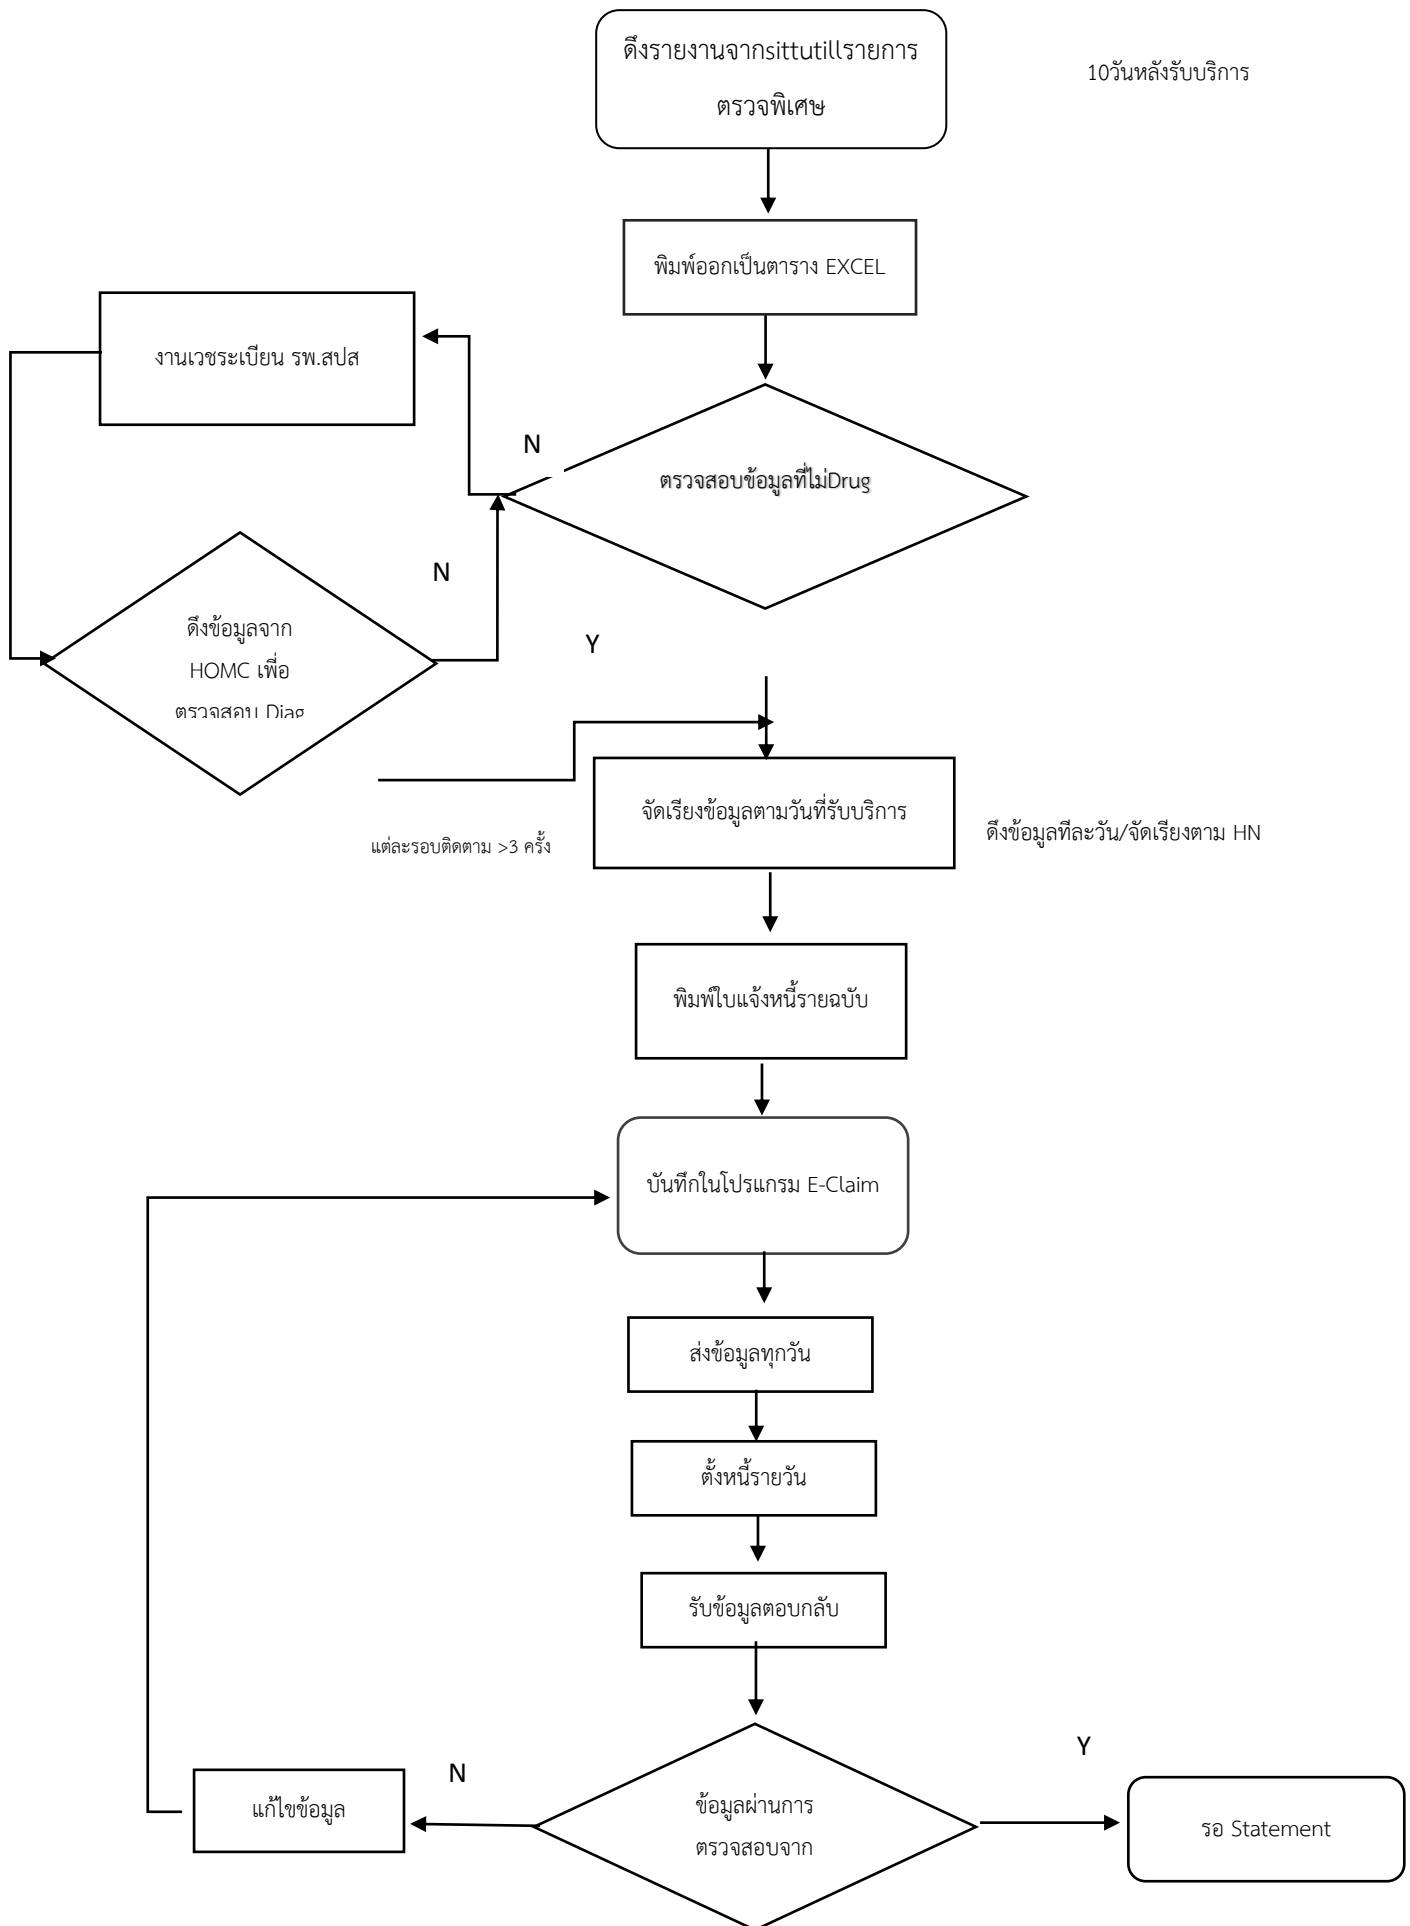 ดึงรายงานจากsittutillรายการ
ตรวจพิเศษ
10วันหลังรับบริการ
พิมพ์ออกเป็นตาราง EXCEL
งานเวชระเบียน รพ.สปส
N
ตรวจสอบข้อมูลที่ไม่Drug
N
ดึงข้อมูลจาก
HOMC เพื่อ
ตรวจสอบ Diag
Y
จัดเรียงข้อมูลตามวันที่รับบริการ
ดึงข้อมูลทีละวัน/จัดเรียงตาม HN
แต่ละรอบติดตาม >3 ครั้ง
พิมพ์ใบแจ้งหนี้รายฉบับ
บันทึกในโปรแกรม E-Claim
ส่งข้อมูลทุกวัน
ตั้งหนี้รายวัน
รับข้อมูลตอบกลับ
Y
N
แก้ไขข้อมูล
ข้อมูลผ่านการ
ตรวจสอบจาก
รอ Statement